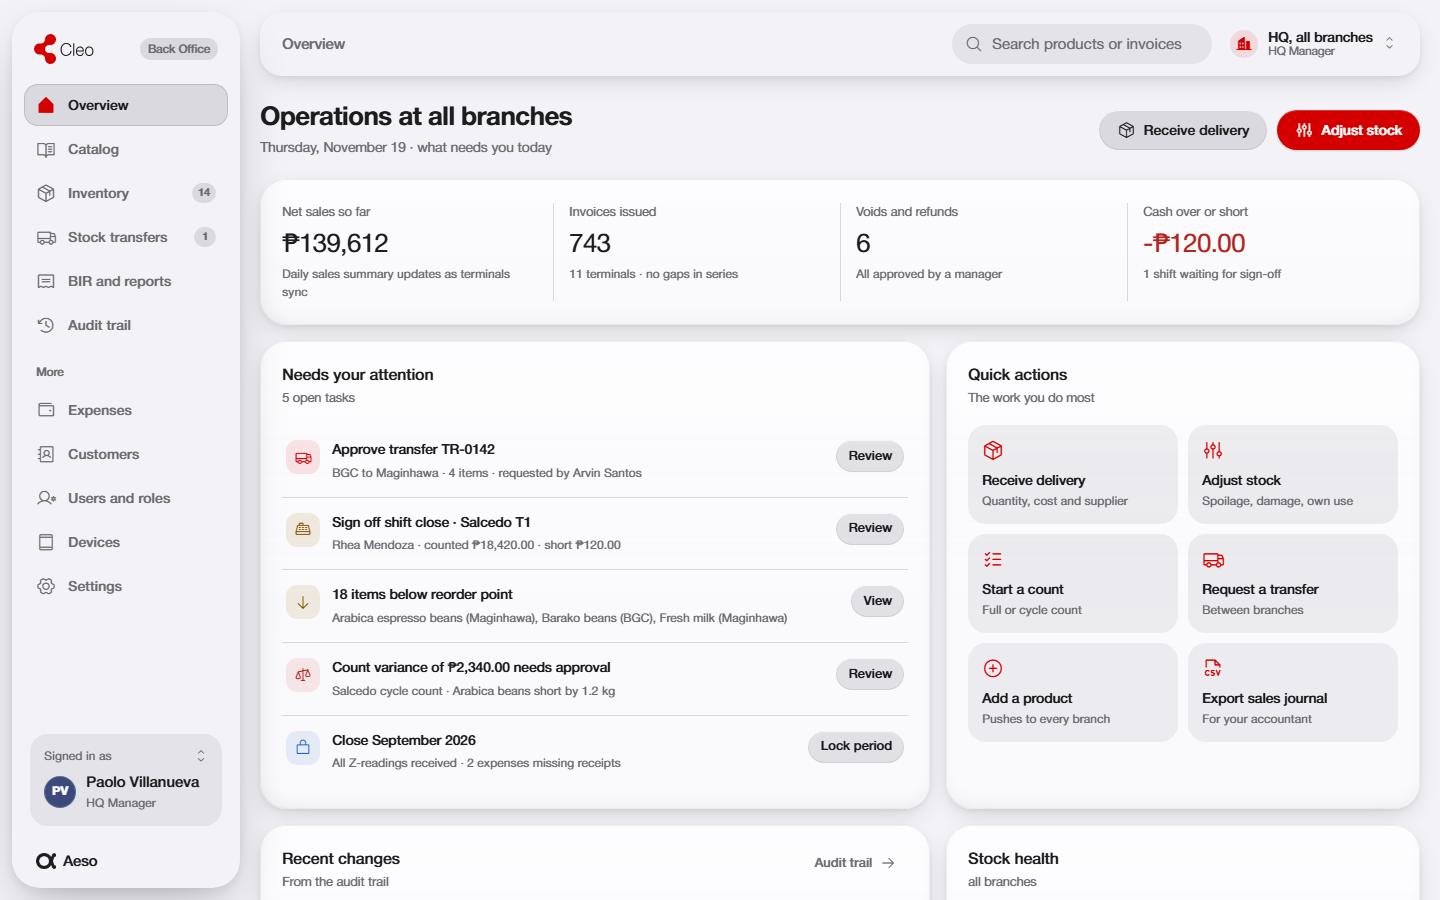 Cleo
Back Office
Overview
Catalog
Inventory
14
Stock transfers
1
BIR and reports
Audit trail
More
Expenses
Customers
Users and roles
Devices
Settings
Signed in as
PV
Paolo Villanueva
HQ Manager
Aeso
Overview
Search products or invoices
HQ, all branches
HQ Manager
Operations at all branches
Thursday, November 19 · what needs you today
Receive delivery
Adjust stock
Net sales so far
₱139,612
Daily sales summary updates as terminals
sync
Invoices issued
743
11 terminals · no gaps in series
Voids and refunds
6
All approved by a manager
Cash over or short
-₱120.00
1 shift waiting for sign-off
Needs your attention
5 open tasks
Approve transfer TR-0142
BGC to Maginhawa · 4 items · requested by Arvin Santos
Review
Sign off shift close · Salcedo T1
Rhea Mendoza · counted ₱18,420.00 · short ₱120.00
Review
18 items below reorder point
Arabica espresso beans (Maginhawa), Barako beans (BGC), Fresh milk (Maginhawa)
View
Count variance of ₱2,340.00 needs approval
Salcedo cycle count · Arabica beans short by 1.2 kg
Review
Close September 2026
All Z-readings received · 2 expenses missing receipts
Lock period
Quick actions
The work you do most
Receive delivery
Quantity, cost and supplier
Adjust stock
Spoilage, damage, own use
Start a count
Full or cycle count
Request a transfer
Between branches
Add a product
Pushes to every branch
CSV
Export sales journal
For your accountant
Recent changes
From the audit trail
Audit trail
Stock health
all branches